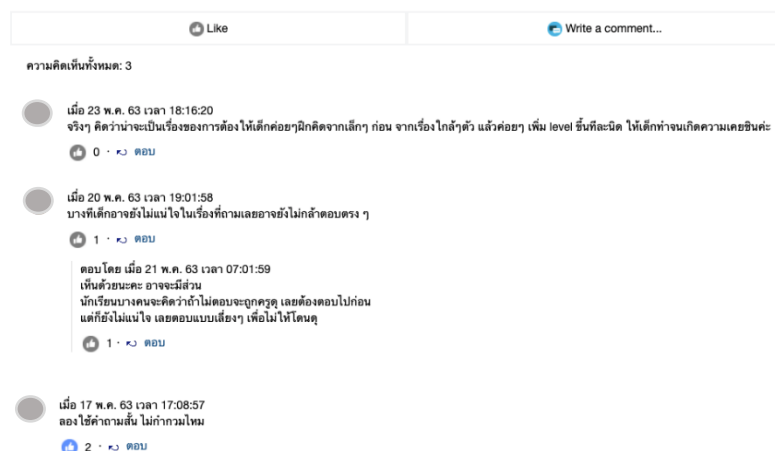 Like
Write a comment...
ความคิดเห็นทั้งหมด: 3
เมื่อ 23 พ.ค. 63 เวลา 18:16:20
จริงๆ คิดว่าน่าจะเป็นเรื่องของการต้องให้เด็กค่อยๆฝึกคิดจากเล็กๆ ก่อน จากเรื่องใกล้ๆตัว แล้วค่อยๆ เพิ่ม level ขึ้นทีละนิด ให้เด็กทำจนเกิดความเคยชินค่ะ
0 · ตอบ
เมื่อ 20 พ.ค. 63 เวลา 19:01:58
บางทีเด็กอาจยังไม่แน่ใจในเรื่องที่ถามเลยอาจยังไม่กล้าตอบตรง ๆ
1 · ตอบ
ตอบโดย เมื่อ 21 พ.ค. 63 เวลา 07:01:59
เห็นด้วยนะคะ อาจจะมีส่วน
นักเรียนบางคนจะคิดว่าถ้าไม่ตอบจะถูกครูดุ เลยต้องตอบไปก่อน
แต่ก็ยังไม่แน่ใจ เลยตอบแบบเลี่ยงๆ เพื่อไม่ให้โดนดุ
1 · ตอบ
เมื่อ 17 พ.ค. 63 เวลา 17:08:57
ลองใช้คำถามสั้น ไม่กำกวมไหม
2 · ตอบ